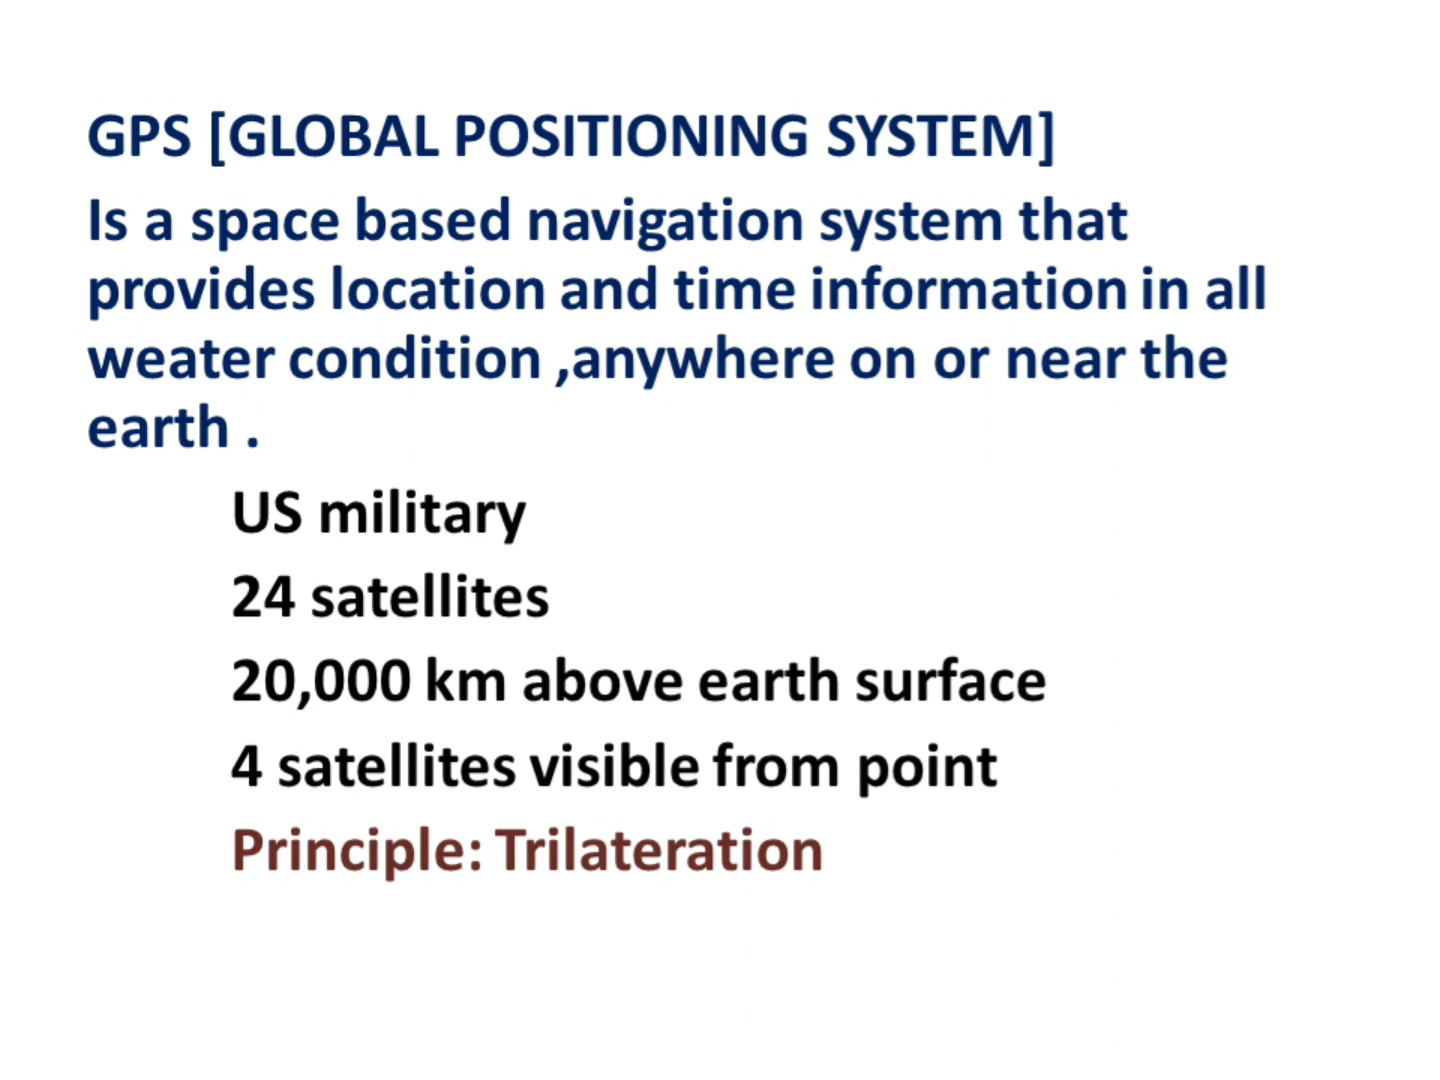 GPS [GLOBAL POSITIONING SYSTEM]
Is a space based navigation system that
provides location and time information in all
weater condition ,anywhere on or near the
earth .
US military
24 satellites
20,000 km above earth surface
4 satellites visible from point
Principle: Trilateration